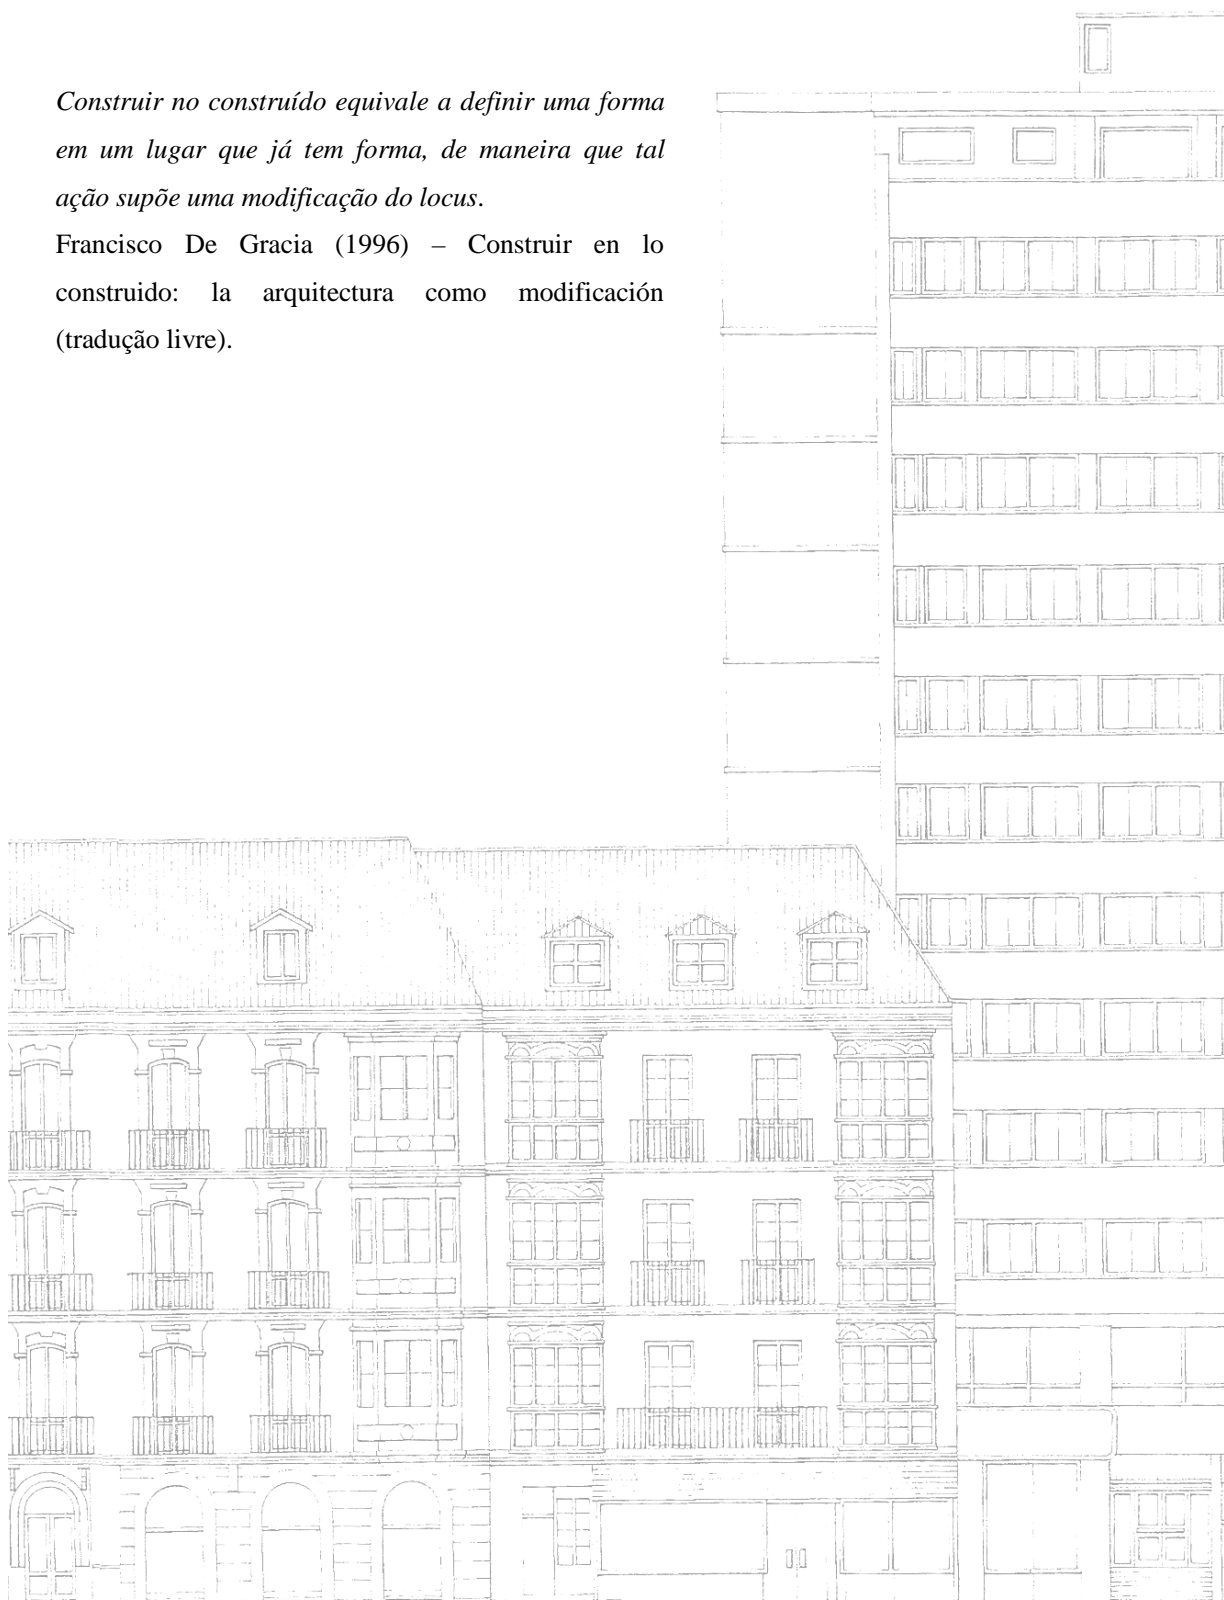 Construir no construído equivale a definir uma forma
em um lugar que já tem forma, de maneira que tal
ação supõe uma modificação do locus.
Francisco De Gracia (1996) – Construir en lo
construido: la arquitectura como modificación
(tradução livre).